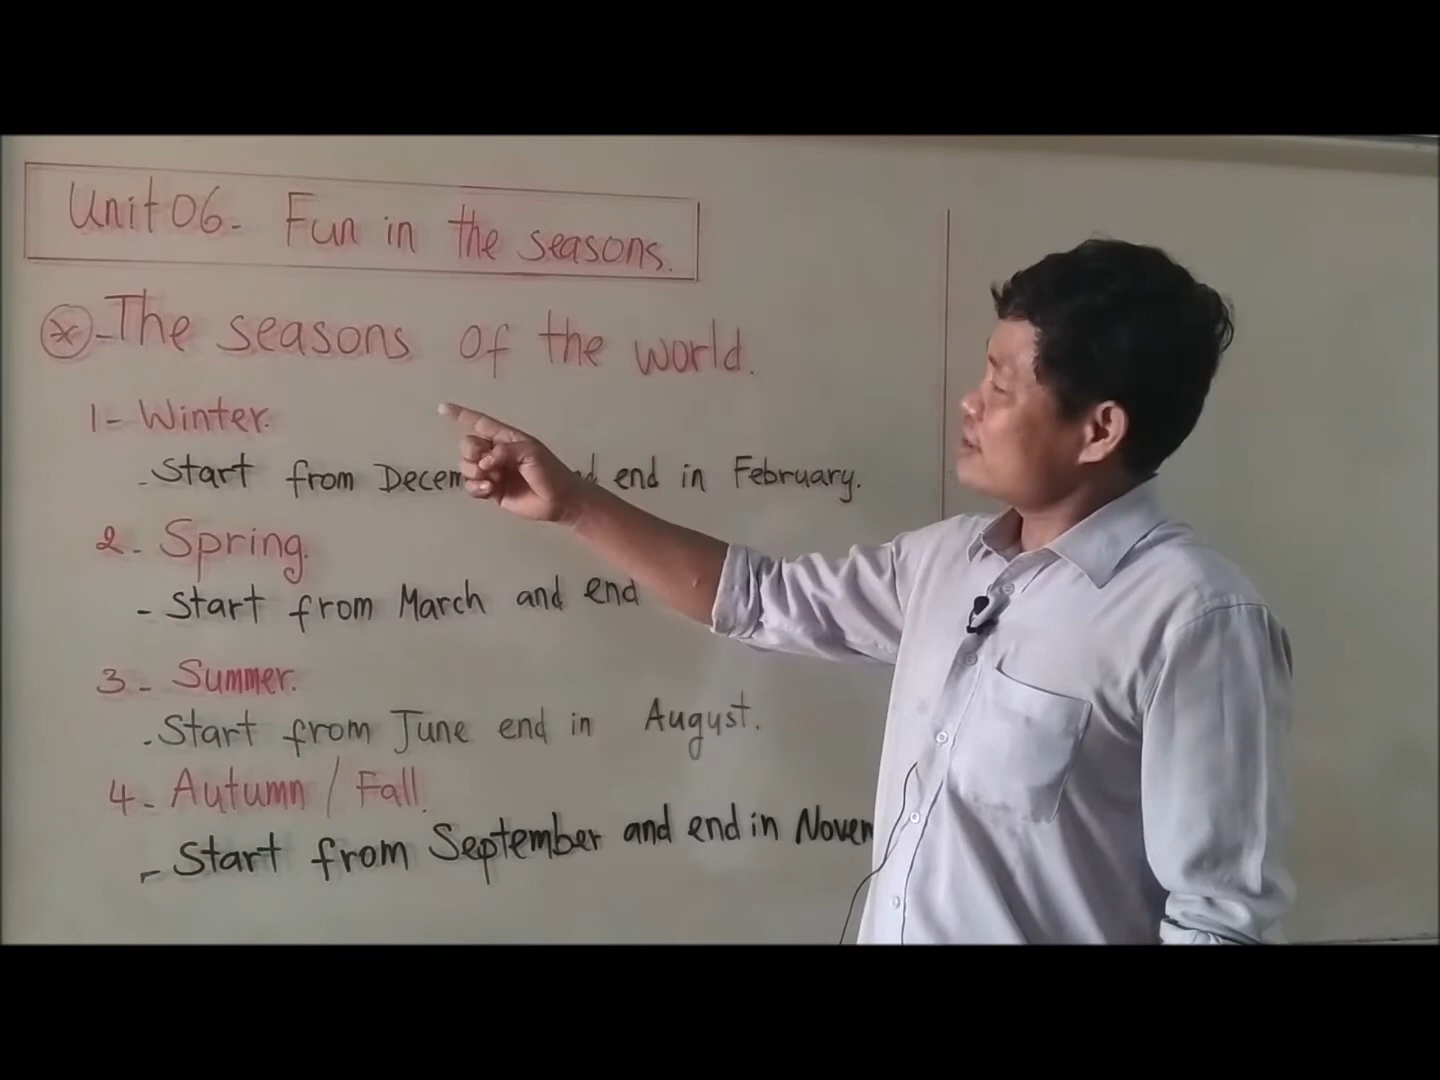 Unit 06- Fun in the seasons.
* - The seasons of the world.
1- Winter.
- Start from Decem nd end in February.
2- Spring.
- Start from March and end
3- Summer.
- Start from June end in August.
4- Autumn / Fall.
- Start from September and end in Novem